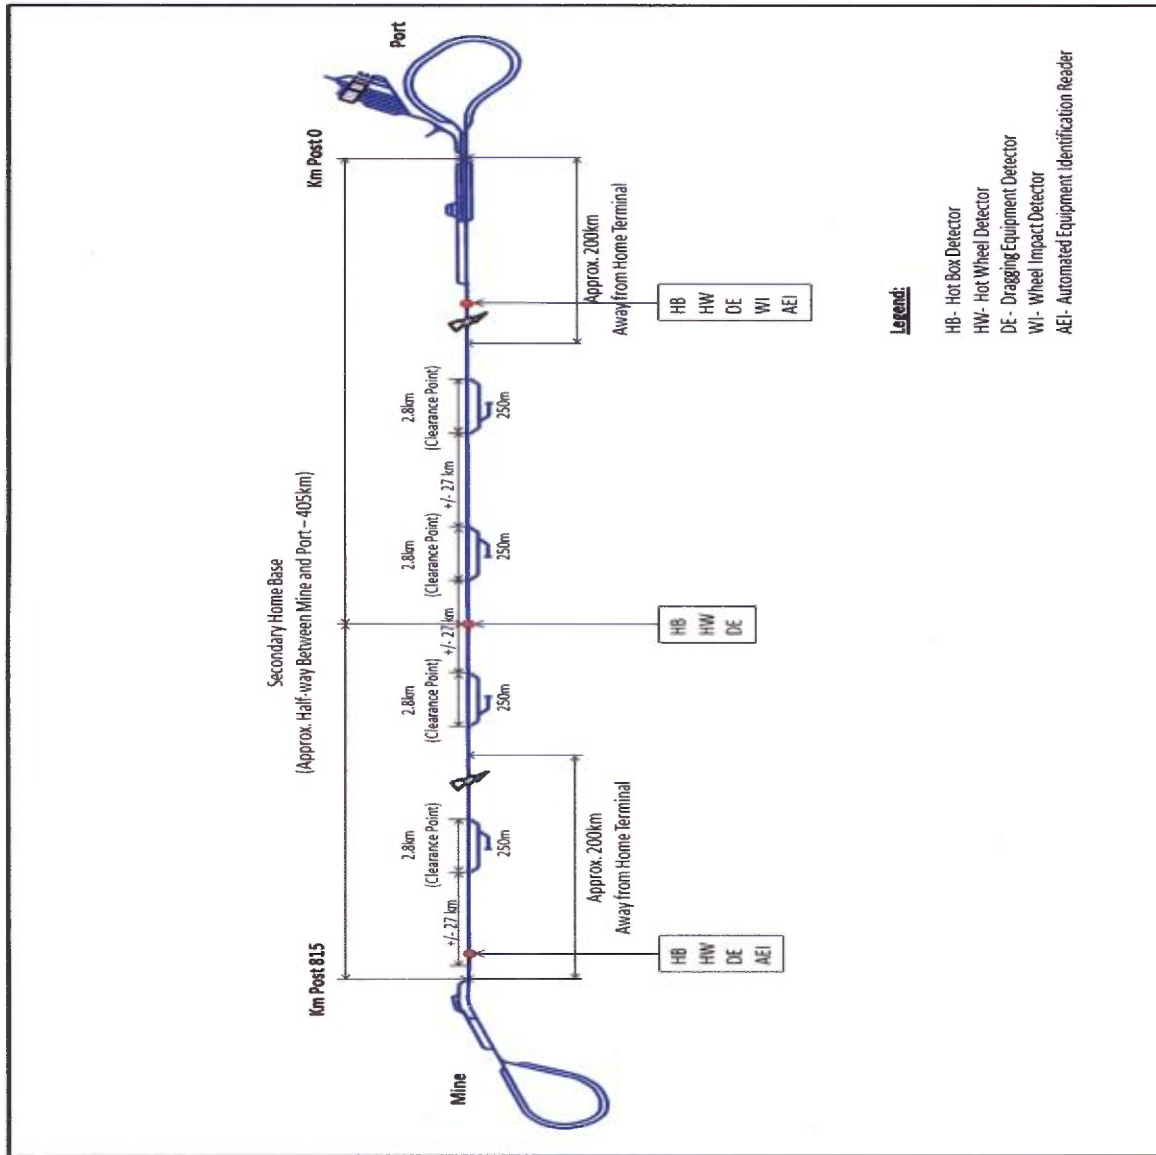 Secondary Home Base
(Approx. Half-way Between Mine and Port – 405km)
Km Post 815
Km Post 0
Mine
Port
+/- 27 km
2.8km
(Clearance Point)
250m
2.8km
(Clearance Point)
250m
+/- 27 km
2.8km
(Clearance Point)
250m
+/- 27 km
2.8km
(Clearance Point)
250m
Approx. 200km
Away from Home Terminal
Approx. 200km
Away from Home Terminal
HB
HW
DE
AEI
HB
HW
DE
HB
HW
DE
WI
AEI
Legend:
HB- Hot Box Detector
HW- Hot Wheel Detector
DE - Dragging Equipment Detector
WI - Wheel Impact Detector
AEI- Automated Equipment Identification Reader